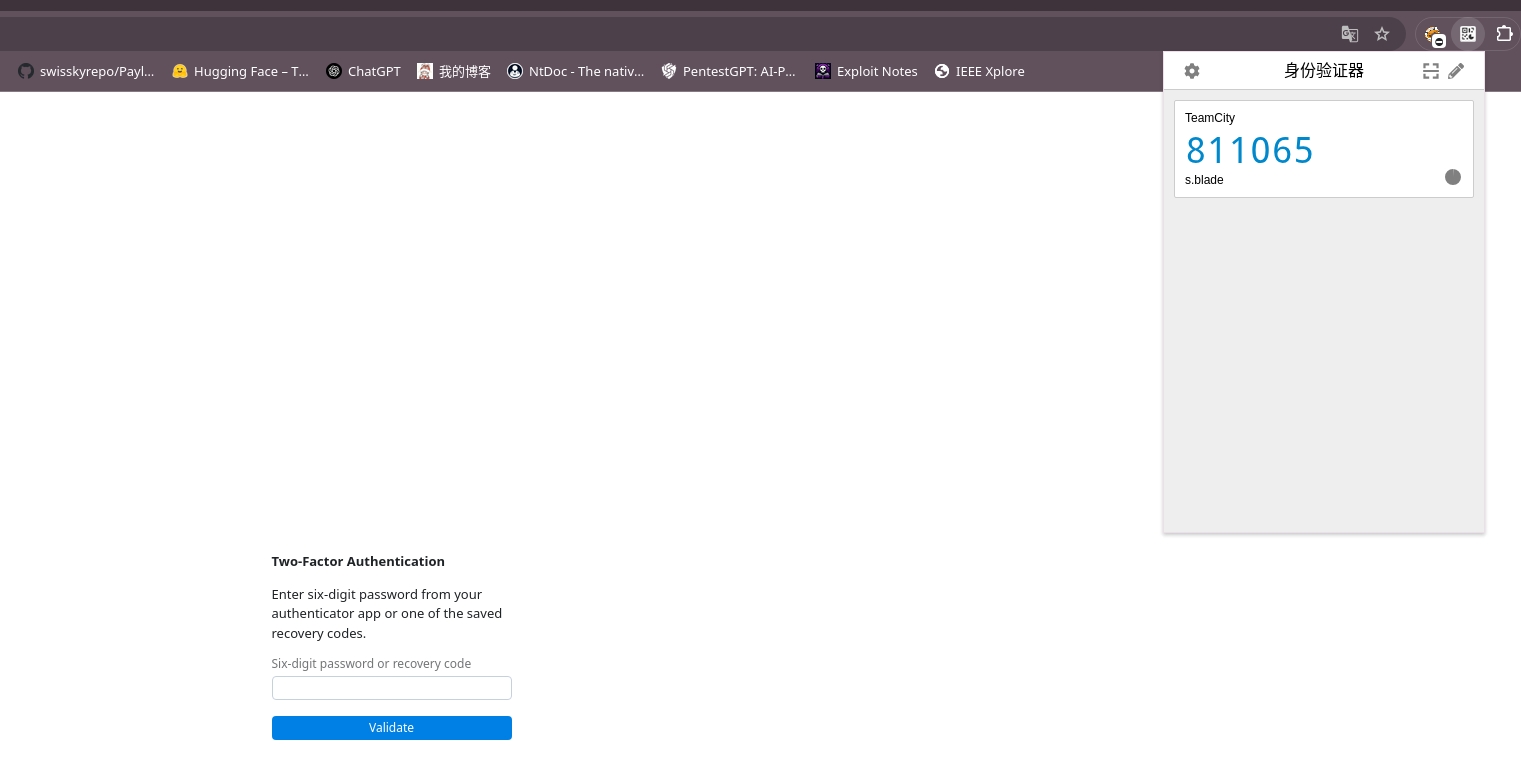 swisskyrepo/Payl...
Hugging Face – T...
ChatGPT
我的博客
NtDoc - The nativ...
PentestGPT: AI-P...
Exploit Notes
IEEE Xplore
身份验证器
TeamCity
811065
s.blade
Two-Factor Authentication
Enter six-digit password from your
authenticator app or one of the saved
recovery codes.
Six-digit password or recovery code
Validate